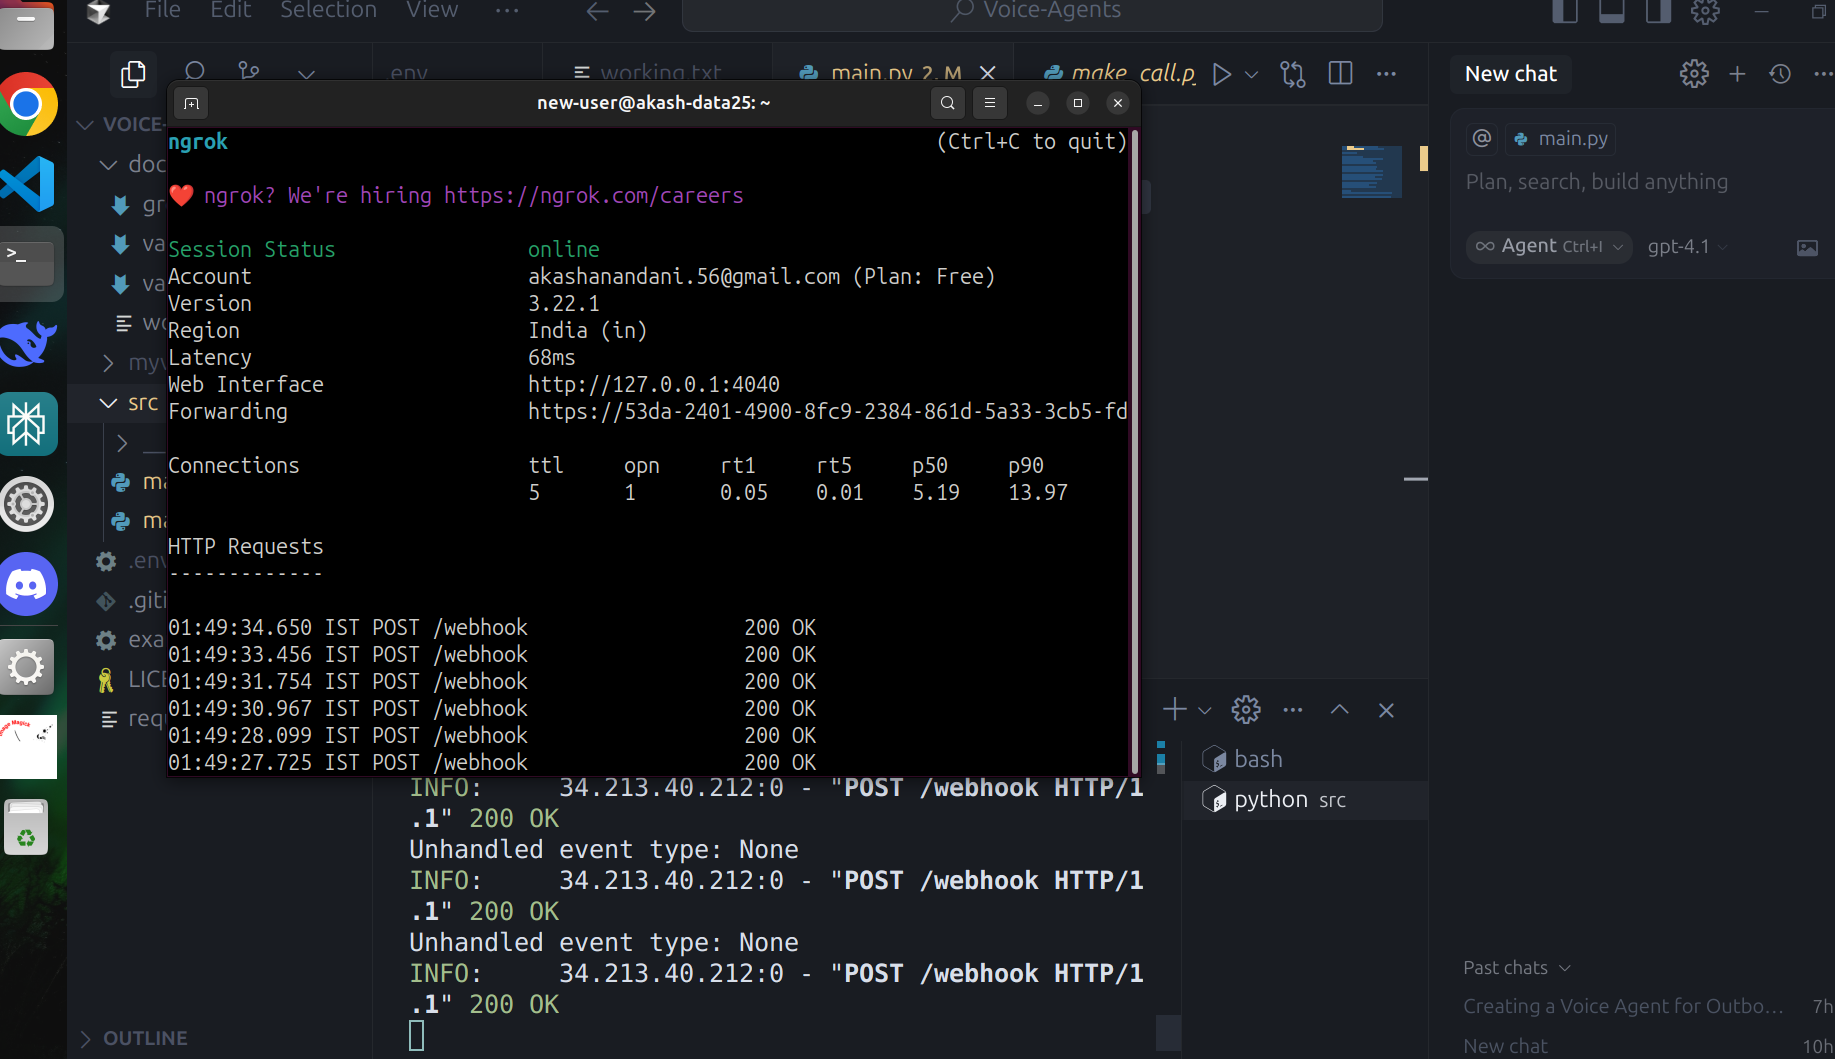 File Edit Selection View ··· Voice-Agents
.env working.txt main.py 2, M make_call.p
VOICE-
doc
gr
va
va
wo
myv
src
ma
ma
.env
.giti
exa
LICE
requ
OUTLINE
new-user@akash-data25: ~
ngrok (Ctrl+C to quit)
❤️ ngrok? We're hiring https://ngrok.com/careers
Session Status online
Account akashanandani.56@gmail.com (Plan: Free)
Version 3.22.1
Region India (in)
Latency 68ms
Web Interface http://127.0.0.1:4040
Forwarding https://53da-2401-4900-8fc9-2384-861d-5a33-3cb5-fd
Connections ttl opn rt1 rt5 p50 p90
5 1 0.05 0.01 5.19 13.97
HTTP Requests
-------------
01:49:34.650 IST POST /webhook 200 OK
01:49:33.456 IST POST /webhook 200 OK
01:49:31.754 IST POST /webhook 200 OK
01:49:30.967 IST POST /webhook 200 OK
01:49:28.099 IST POST /webhook 200 OK
01:49:27.725 IST POST /webhook 200 OK
INFO: 34.213.40.212:0 - "POST /webhook HTTP/1
.1" 200 OK
Unhandled event type: None
INFO: 34.213.40.212:0 - "POST /webhook HTTP/1
.1" 200 OK
Unhandled event type: None
INFO: 34.213.40.212:0 - "POST /webhook HTTP/1
.1" 200 OK
bash
python src
New chat
@ main.py
Plan, search, build anything
∞ Agent Ctrl+I gpt-4.1
Past chats
Creating a Voice Agent for Outbo... 7h
New chat 10h